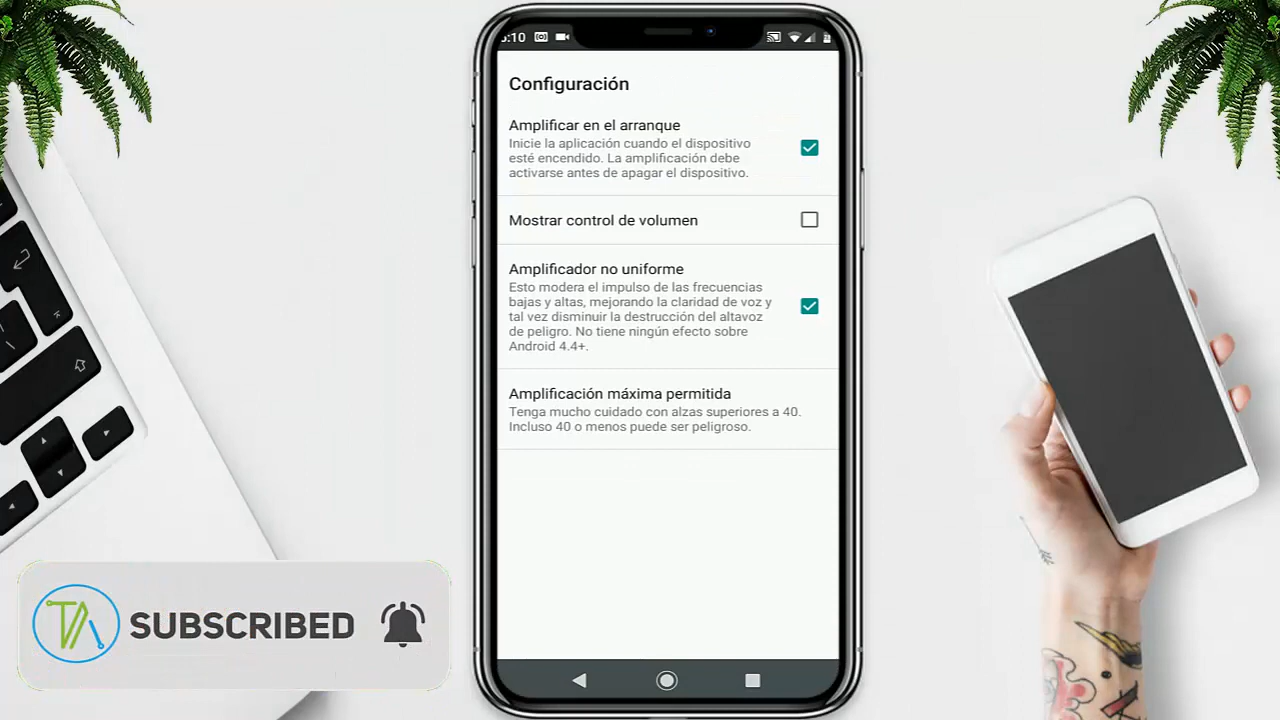 :10
Configuración
Amplificar en el arranque
Inicie la aplicación cuando el dispositivo
esté encendido. La amplificación debe
activarse antes de apagar el dispositivo.
Mostrar control de volumen
Amplificador no uniforme
Esto modera el impulso de las frecuencias
bajas y altas, mejorando la claridad de voz y
tal vez disminuir la destrucción del altavoz
de peligro. No tiene ningún efecto sobre
Android 4.4+.
Amplificación máxima permitida
Tenga mucho cuidado con alzas superiores a 40.
Incluso 40 o menos puede ser peligroso.
SUBSCRIBED